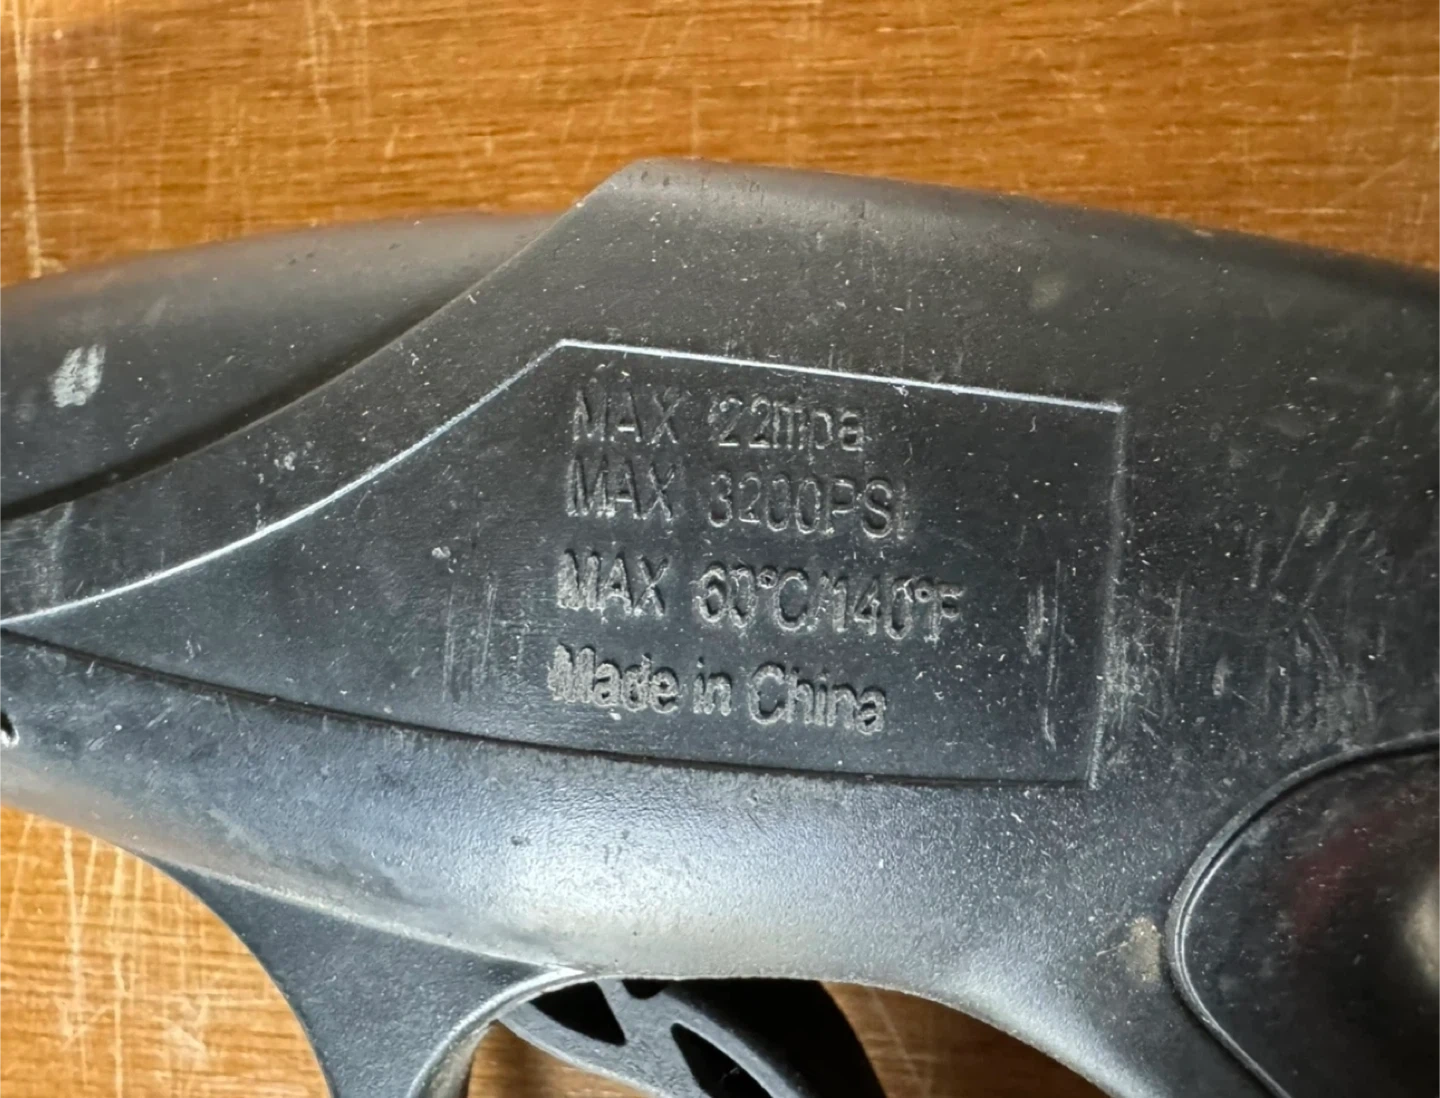 MAX 22mpa
MAX 3200PSI
MAX 60°C/140°F
Made in China